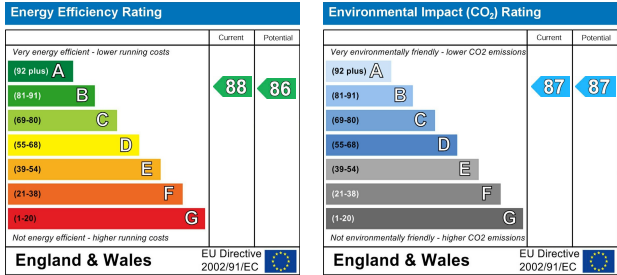 Energy Efficiency Rating
Current Potential
Very energy efficient - lower running costs
(92 plus) A
(81-91) B
(69-80) C
(55-68) D
(39-54) E
(21-38) F
(1-20) G
88 86
Not energy efficient - higher running costs
England & Wales
EU Directive
2002/91/EC
Environmental Impact (CO2) Rating
Current Potential
Very environmentally friendly - lower CO2 emissions
(92 plus) A
(81-91) B
(69-80) C
(55-68) D
(39-54) E
(21-38) F
(1-20) G
87 87
Not environmentally friendly - higher CO2 emissions
England & Wales
EU Directive
2002/91/EC